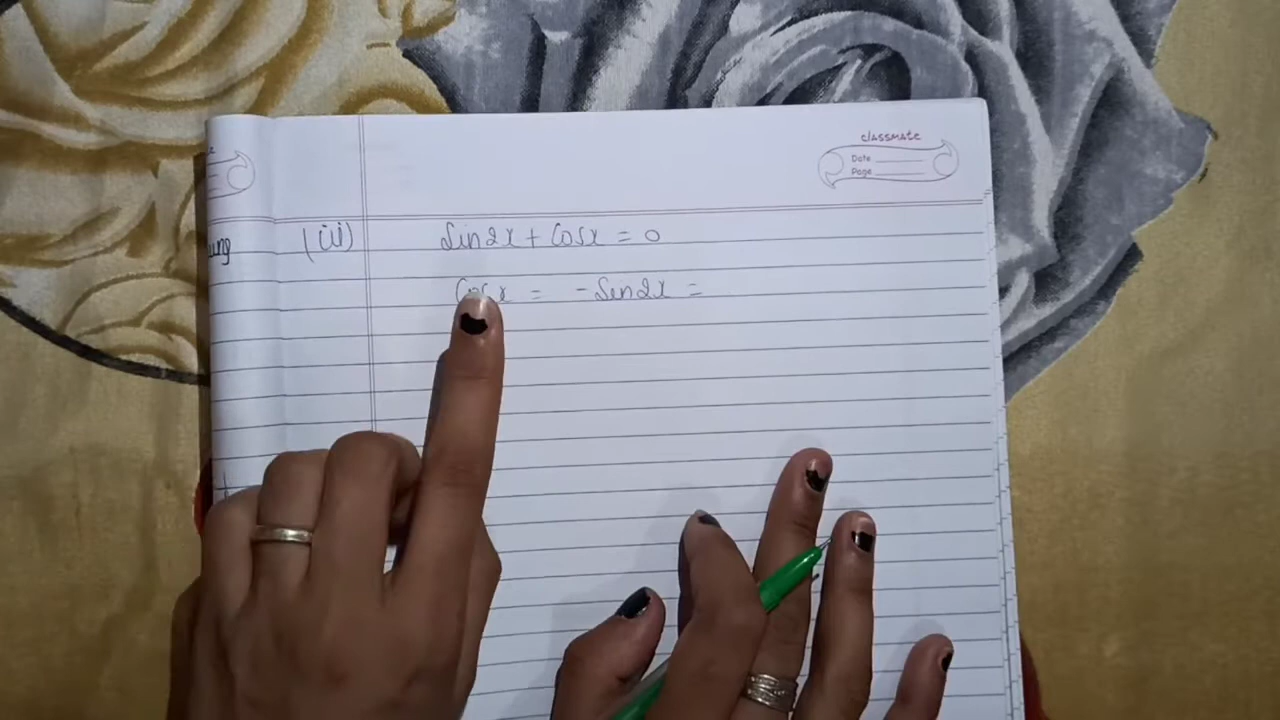 classmate
Date
Page
(iii) Sin2x + Cosx = 0
Cosx = -Sin2x =